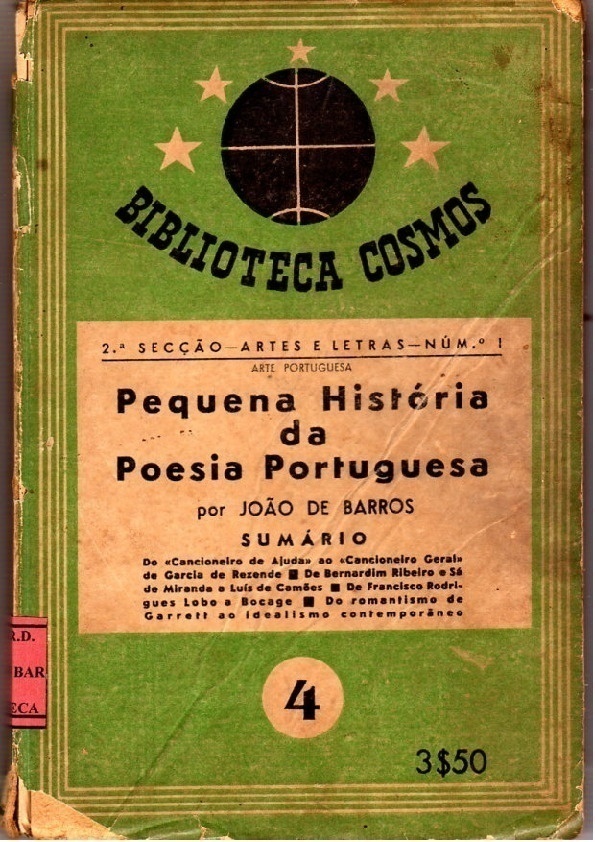 BIBLIOTECA COSMOS
2.ª SECÇÃO—ARTES E LETRAS—NÚM.º I
ARTE PORTUGUESA
Pequena História
da
Poesia Portuguesa
por JOÃO DE BARROS
SUMÁRIO
Do «Cancioneiro de Ajuda» ao «Cancioneiro Geral»
de Garcia de Rezende ■ De Bernardim Ribeiro e Sá
de Miranda a Luís de Camões ■ De Francisco Rodri-
gues Lobo a Bocage ■ Do romantismo de
Garrett ao idealismo contemporâneo
R.D.
BAR
ECA
4
3$50